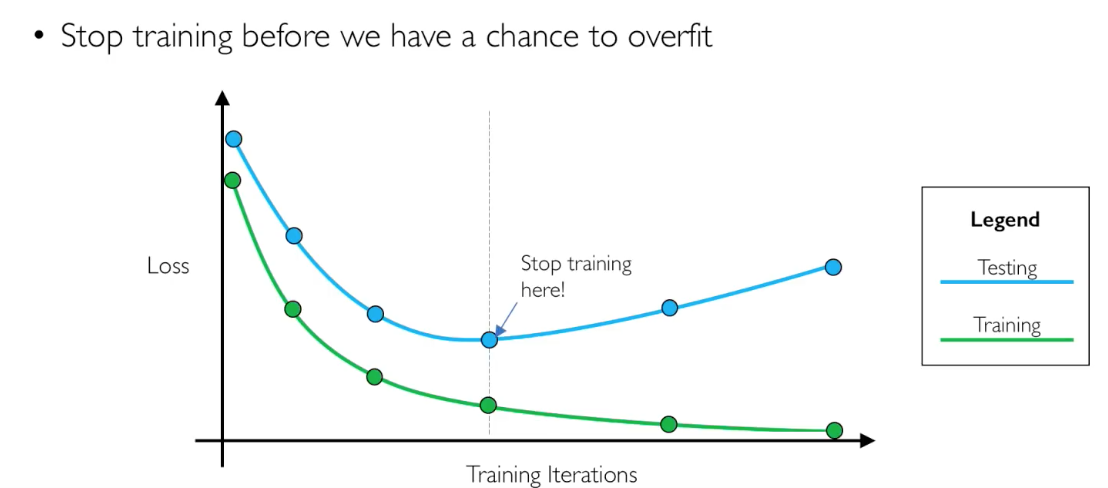 • Stop training before we have a chance to overfit
Loss
Stop training
here!
Training Iterations
Legend
Testing
Training